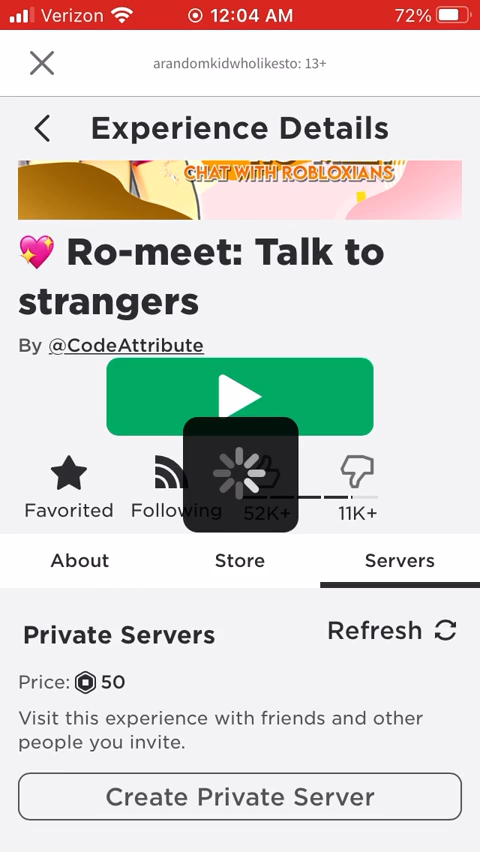 Verizon 12:04 AM 72%
arandomkidwholikesto: 13+
Experience Details
CHAT WITH ROBLOXIANS
Ro-meet: Talk to
strangers
By @CodeAttribute
Favorited Following 52K+ 11K+
About Store Servers
Private Servers Refresh
Price: 50
Visit this experience with friends and other
people you invite.
Create Private Server